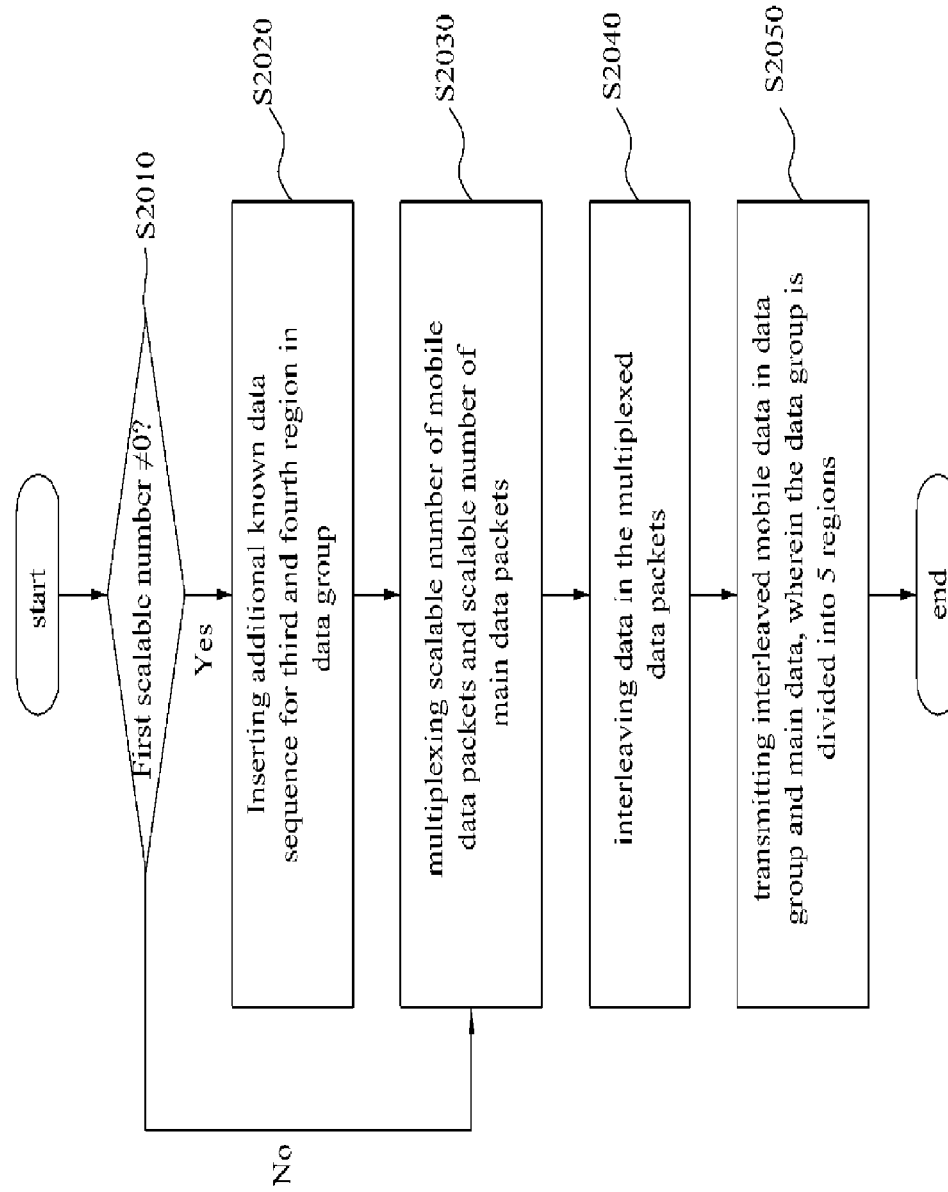 start
First scalable number ≠0?
S2010
Yes
No
Inserting additional known data
sequence for third and fourth region in
data group
S2020
multiplexing scalable number of mobile
data packets and scalable number of
main data packets
S2030
interleaving data in the multiplexed
data packets
S2040
transmitting interleaved mobile data in data
group and main data, wherein the data group is
divided into 5 regions
S2050
end